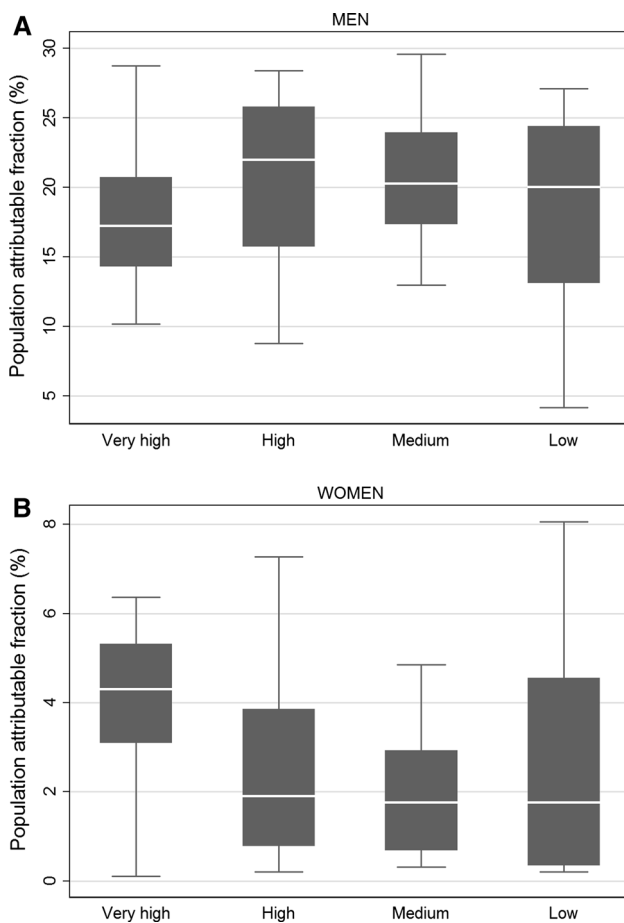 A
MEN
Population attributable fraction (%)
30
25
20
15
10
5
Very high High Medium Low
B
WOMEN
Population attributable fraction (%)
8
6
4
2
0
Very high High Medium Low